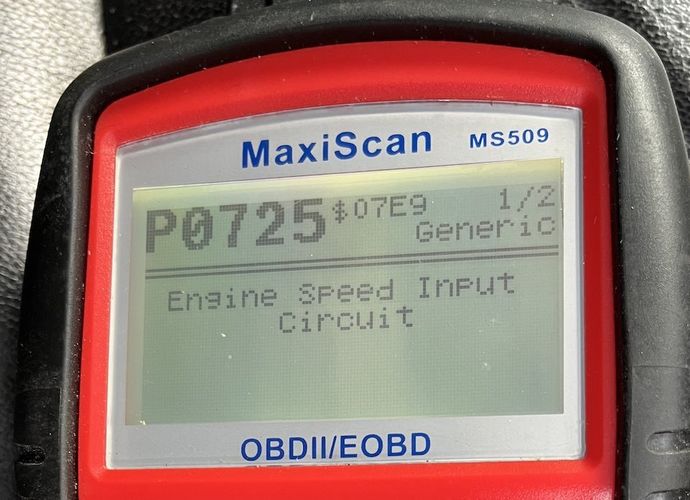 MaxiScan MS509
P0725 $07E9 1/2
Generic
Engine Speed Input
Circuit
OBDII/EOBD